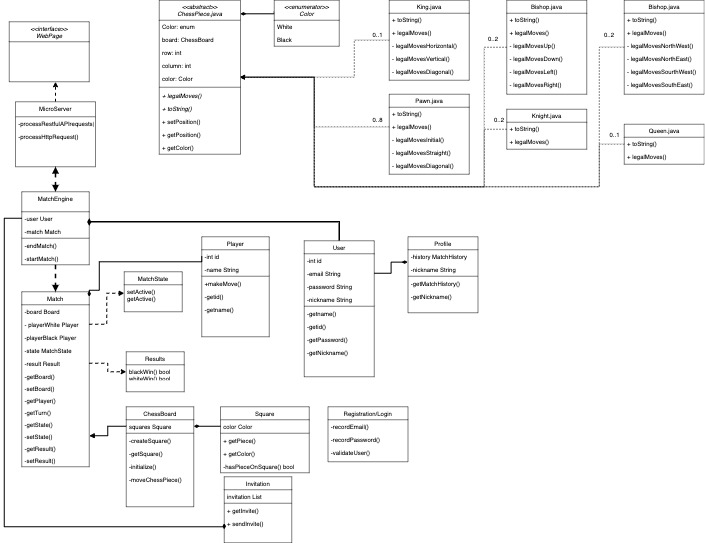 <<interface>>
WebPage
MicroServer
-processRestfulAPIrequests(
-processHttpRequest()
MatchEngine
-user User
-match Match
-endMatch()
-startMatch()
Match
-board Board
- playerWhite Player
-playerBlack Player
-state MatchState
-result Result
-getBoard()
-setBoard()
-getPlayer()
-getTurn()
-getState()
-setState()
-getResult()
-setResult()
<<abstract>>
ChessPiece.java
Color: enum
board: ChessBoard
row: int
column: int
color: Color
+ legalMoves()
+ toString()
+ setPosition()
+ getPosition()
+ getColor()
<<enumerator>>
Color
White
Black
King.java
+ toString()
+ legalMoves()
- legalMovesHorizontal()
- legalMovesVertical()
- legalMovesDiagonal()
0..1
Bishop.java
+ toString()
+ legalMoves()
- legalMovesUp()
- legalMovesDown()
- legalMovesLeft()
- legalMovesRight()
0..2
Bishop.java
+ toString()
+ legalMoves()
- legalMovesNorthWest()
- legalMovesNorthEast()
- legalMovesSourthWest()
- legalMovesSouthEast()
0..2
Pawn.java
+ toString()
+ legalMoves()
- legalMovesInitial()
- legalMovesStraight()
- legalMovesDiagonal()
0..8
Knight.java
+ toString()
+ legalMoves()
0..2
Queen.java
+ toString()
+ legalMoves()
0..1
Player
-int id
-name String
+makeMove()
-getid()
-getname()
MatchState
setActive()
getActive()
Results
blackWin() bool
whiteWin() bool
User
-int id
-email String
-password String
-nickname String
-getname()
-getid()
-getPassword()
-getNickname()
Profile
-history MatchHistory
-nickname String
-getMatchHistory()
-getNickname()
ChessBoard
squares Square
-createSquare()
-getSquare()
-initialize()
-moveChessPiece()
Square
color Color
+ getPiece()
+ getColor()
-hasPieceOnSquare() bool
Registration/Login
-recordEmail()
-recordPassword()
-validateUser()
Invitation
invitation List
+ getInvite()
+ sendInvite()